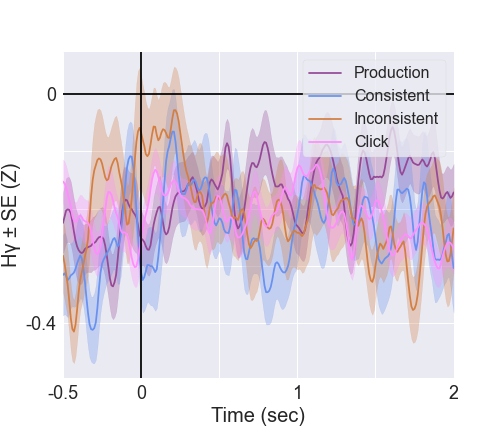 Production
Consistent
Inconsistent
Click
0
-0.4
Hγ ± SE (Z)
-0.5
0
1
2
Time (sec)